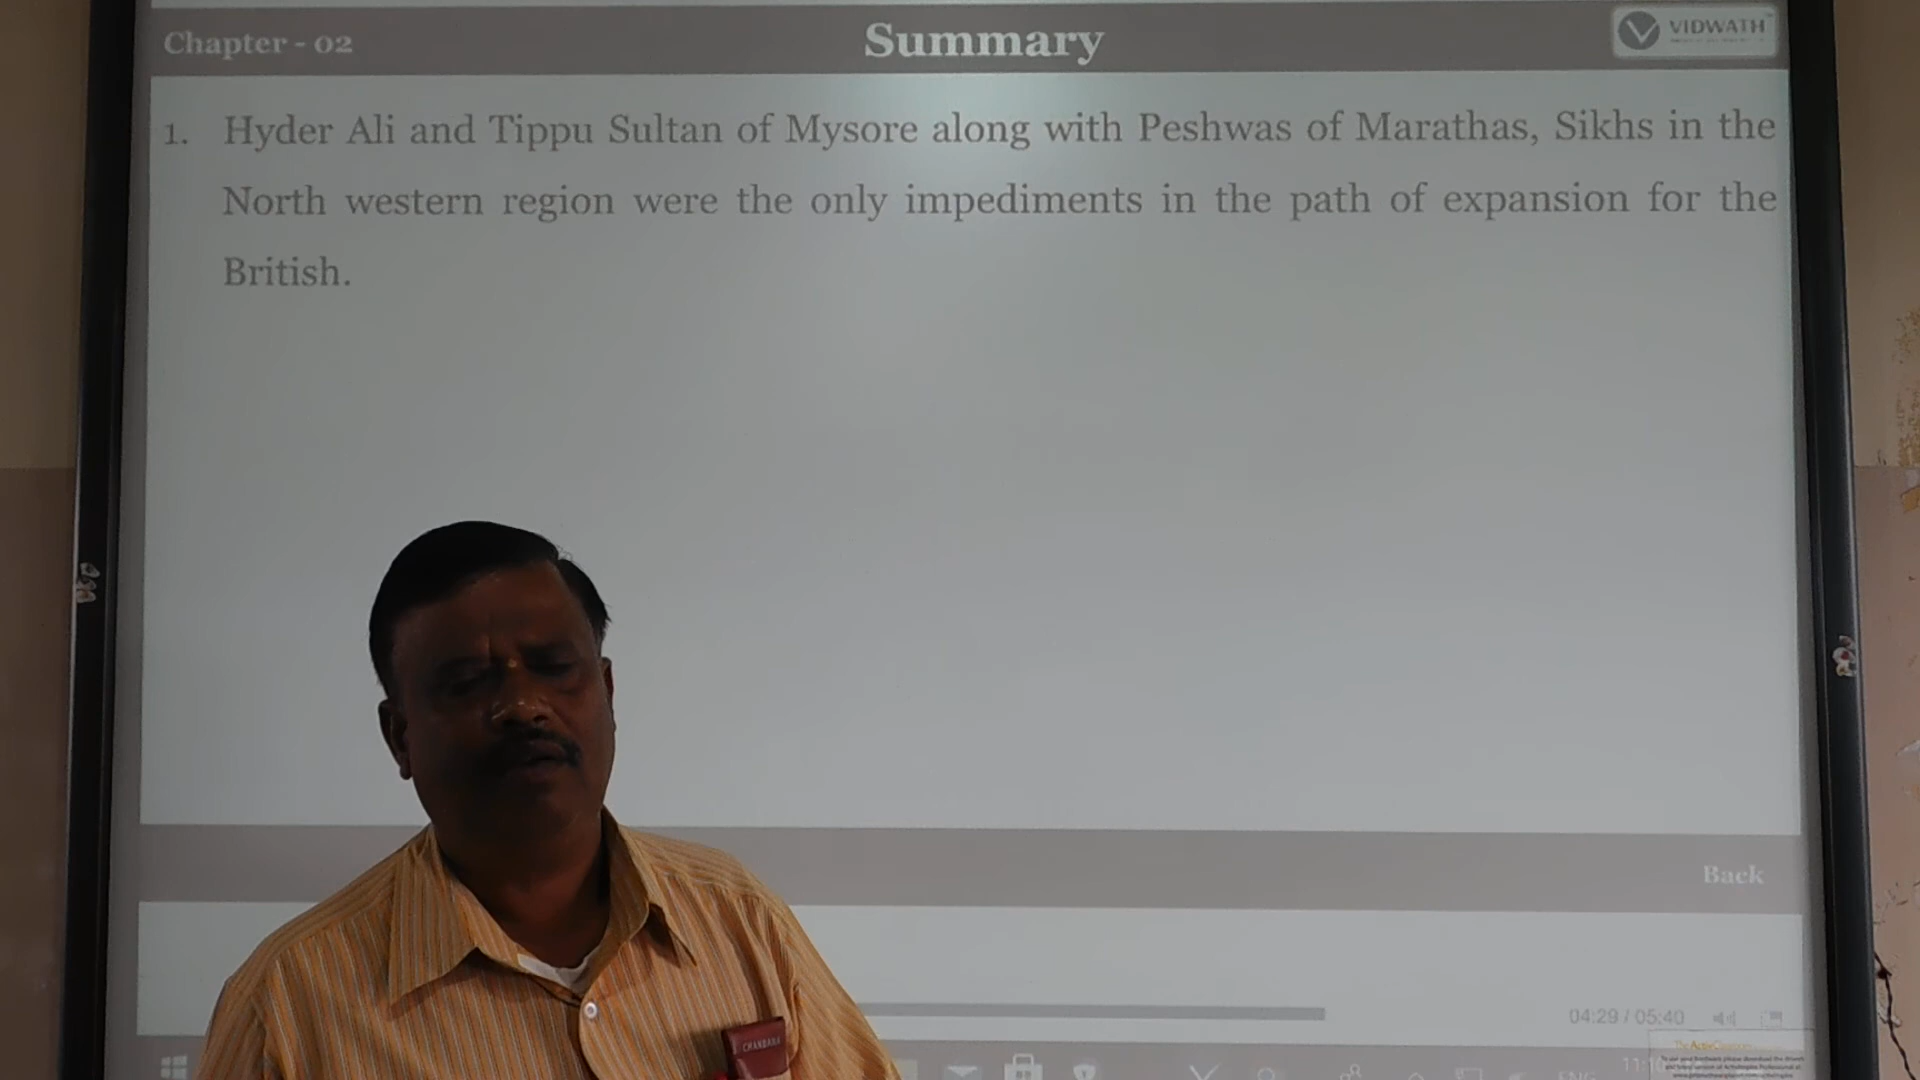 Chapter - 02
Summary
VIDWATH
1. Hyder Ali and Tippu Sultan of Mysore along with Peshwas of Marathas, Sikhs in the
North western region were the only impediments in the path of expansion for the
British.
Back
04:29 / 05:40
CHANDANA
ENG